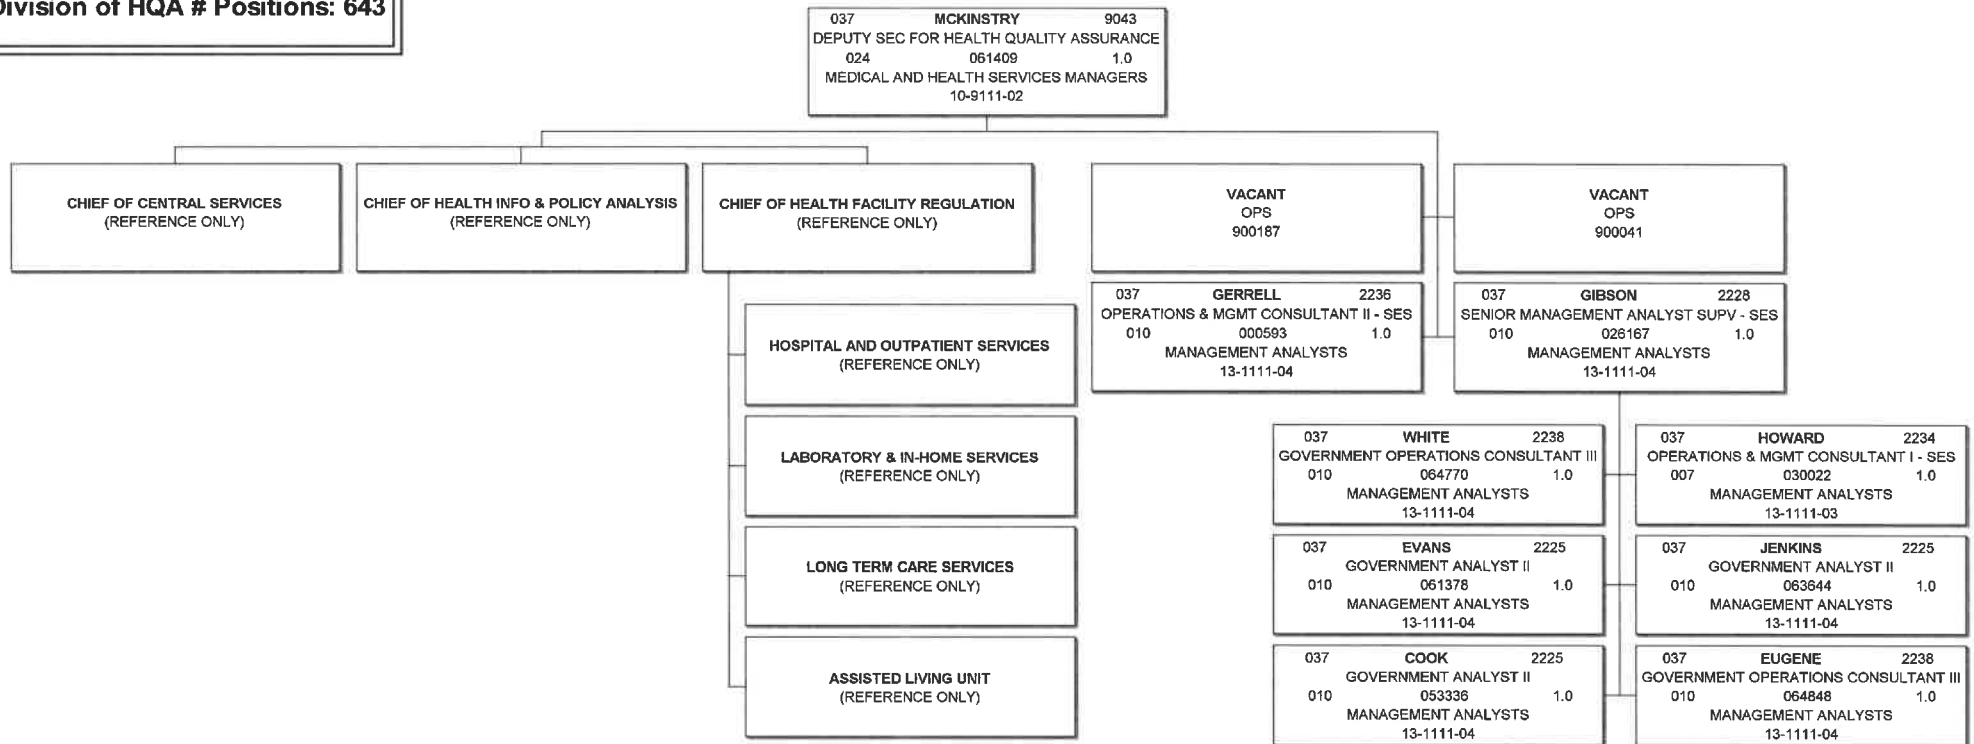 Division of HQA # Positions: 643
037 MCKINSTRY 9043
DEPUTY SEC FOR HEALTH QUALITY ASSURANCE
024 061409 1.0
MEDICAL AND HEALTH SERVICES MANAGERS
10-9111-02
CHIEF OF CENTRAL SERVICES
(REFERENCE ONLY)
CHIEF OF HEALTH INFO & POLICY ANALYSIS
(REFERENCE ONLY)
CHIEF OF HEALTH FACILITY REGULATION
(REFERENCE ONLY)
VACANT
OPS
900187
VACANT
OPS
900041
037 GERRELL 2236
OPERATIONS & MGMT CONSULTANT II - SES
010 000593 1.0
MANAGEMENT ANALYSTS
13-1111-04
037 GIBSON 2228
SENIOR MANAGEMENT ANALYST SUPV - SES
010 026167 1.0
MANAGEMENT ANALYSTS
13-1111-04
HOSPITAL AND OUTPATIENT SERVICES
(REFERENCE ONLY)
LABORATORY & IN-HOME SERVICES
(REFERENCE ONLY)
LONG TERM CARE SERVICES
(REFERENCE ONLY)
ASSISTED LIVING UNIT
(REFERENCE ONLY)
037 WHITE 2238
GOVERNMENT OPERATIONS CONSULTANT III
010 064770 1.0
MANAGEMENT ANALYSTS
13-1111-04
037 HOWARD 2234
OPERATIONS & MGMT CONSULTANT I - SES
007 030022 1.0
MANAGEMENT ANALYSTS
13-1111-03
037 EVANS 2225
GOVERNMENT ANALYST II
010 061378 1.0
MANAGEMENT ANALYSTS
13-1111-04
037 JENKINS 2225
GOVERNMENT ANALYST II
010 063644 1.0
MANAGEMENT ANALYSTS
13-1111-04
037 COOK 2225
GOVERNMENT ANALYST II
010 053336 1.0
MANAGEMENT ANALYSTS
13-1111-04
037 EUGENE 2238
GOVERNMENT OPERATIONS CONSULTANT III
010 064848 1.0
MANAGEMENT ANALYSTS
13-1111-04